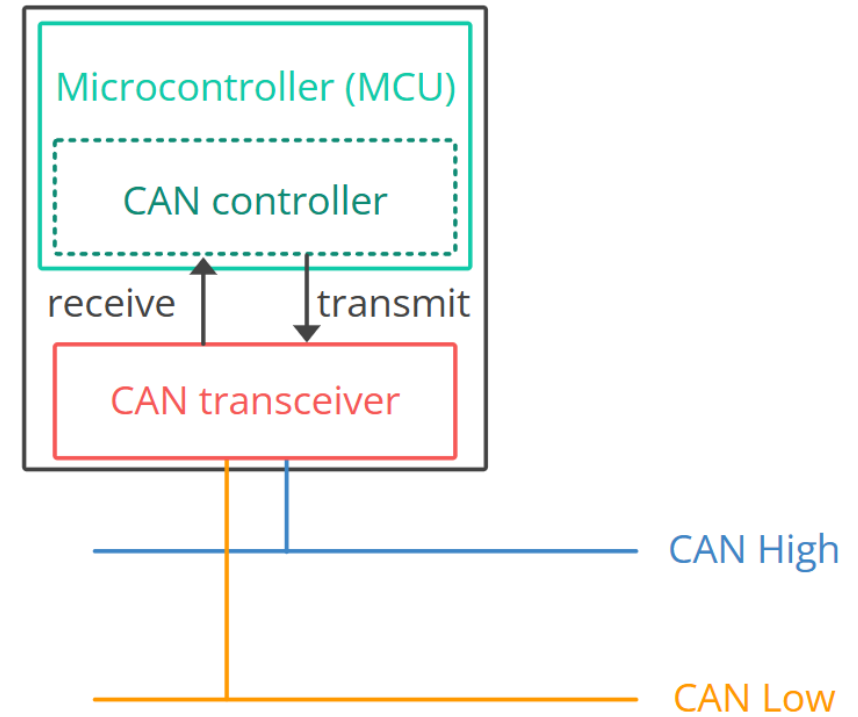 Microcontroller (MCU)
CAN controller
receive
transmit
CAN transceiver
CAN High
CAN Low